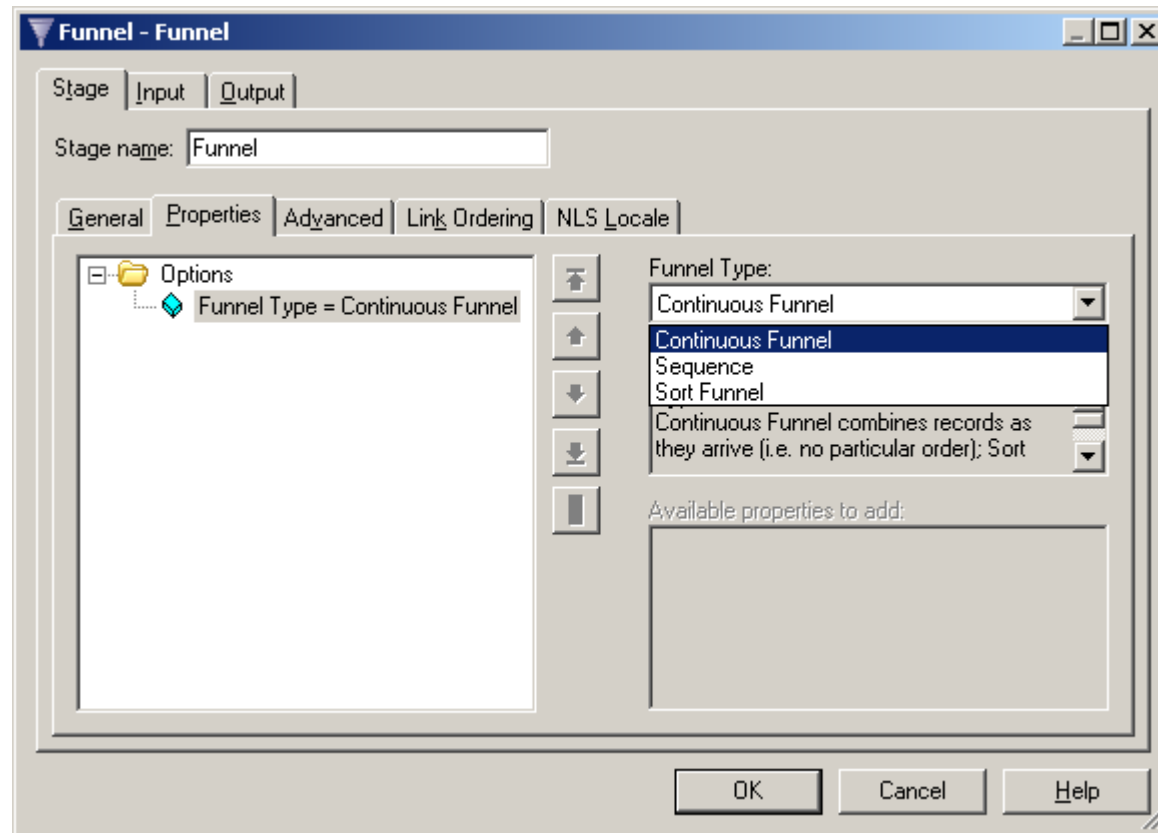 Funnel - Funnel
Stage Input Output
Stage name: Funnel
General Properties Advanced Link Ordering NLS Locale
Options
Funnel Type = Continuous Funnel
Funnel Type:
Continuous Funnel
Continuous Funnel
Sequence
Sort Funnel
Continuous Funnel combines records as
they arrive (i.e. no particular order); Sort
Available properties to add:
OK Cancel Help